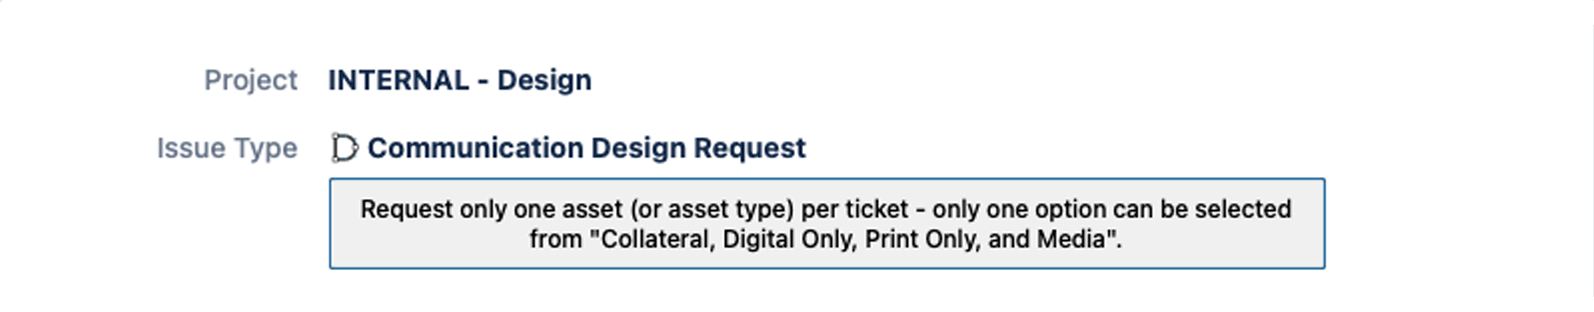 Project INTERNAL - Design
Issue Type Communication Design Request
Request only one asset (or asset type) per ticket - only one option can be selected
from "Collateral, Digital Only, Print Only, and Media".